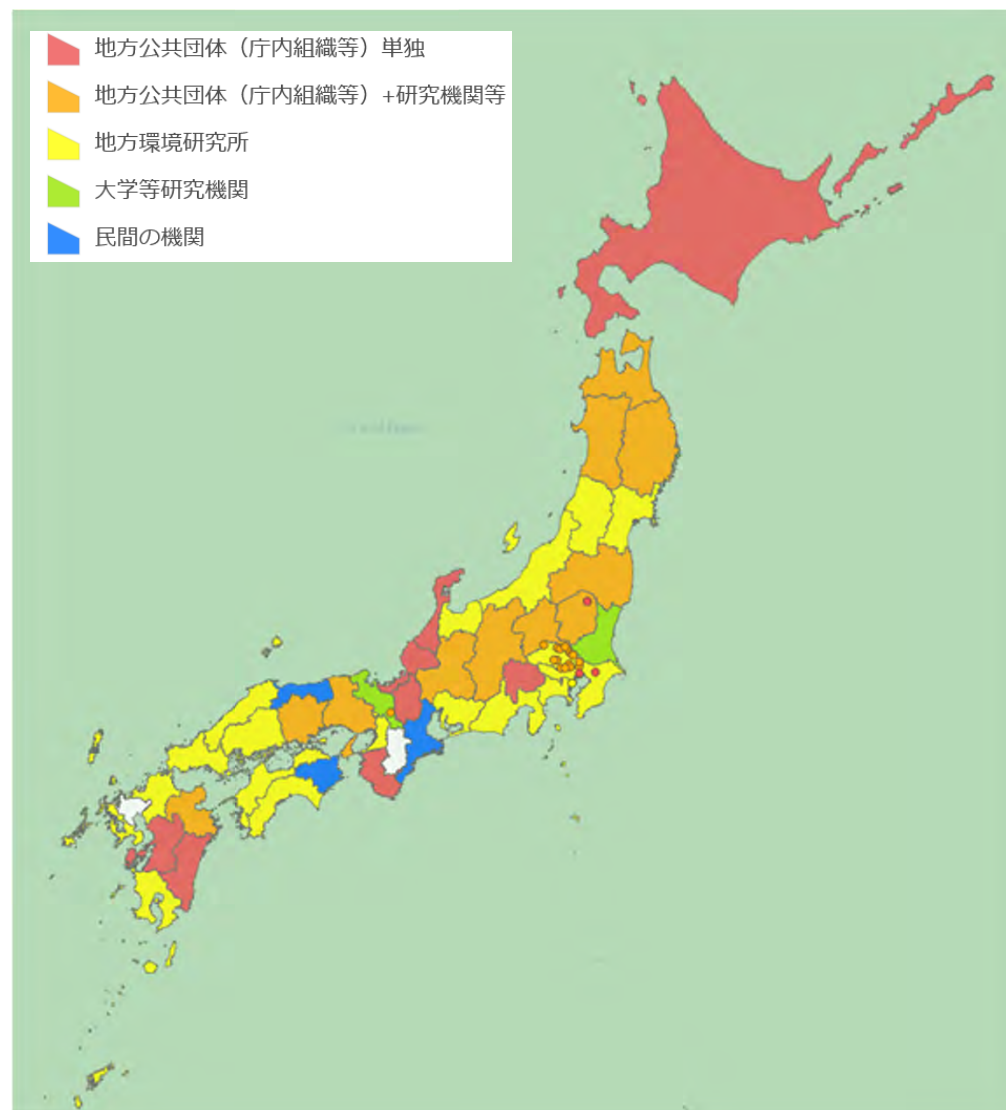 地方公共団体（庁内組織等）単独
地方公共団体（庁内組織等）+研究機関等
地方環境研究所
大学等研究機関
民間の機関